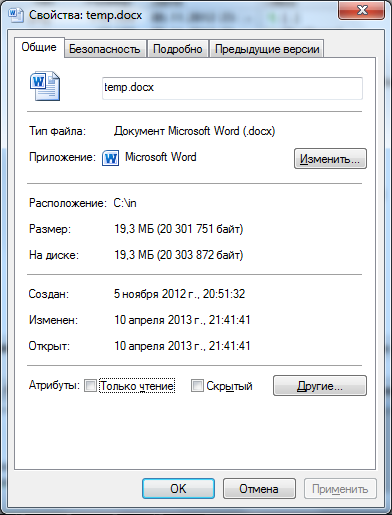 Свойства: temp.docx
Общие Безопасность Подробно Предыдущие версии
temp.docx
Тип файла: Документ Microsoft Word (.docx)
Приложение: Microsoft Word Изменить...
Расположение: C:\in
Размер: 19,3 МБ (20 301 751 байт)
На диске: 19,3 МБ (20 303 872 байт)
Создан: 5 ноября 2012 г., 20:51:32
Изменен: 10 апреля 2013 г., 21:41:41
Открыт: 10 апреля 2013 г., 21:41:41
Атрибуты: Только чтение Скрытый Другие...
OK Отмена Применить